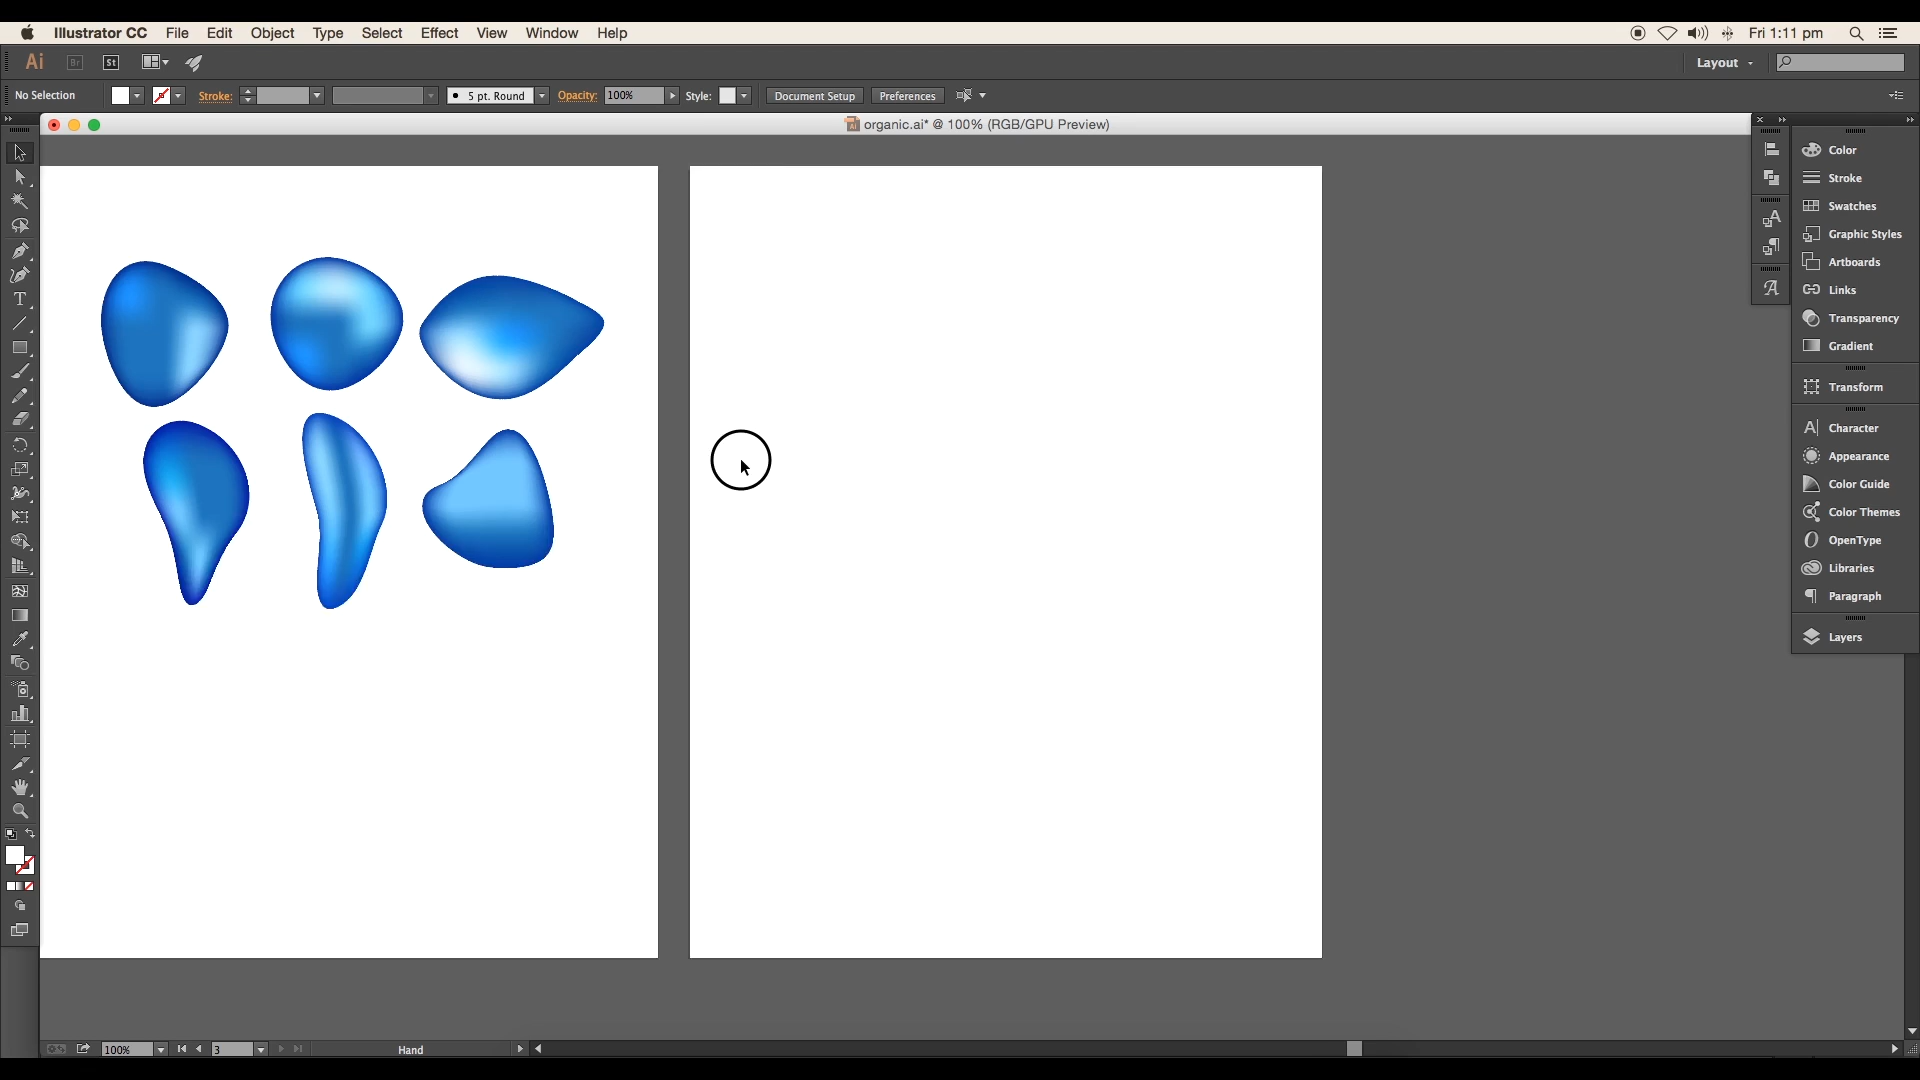 Illustrator CC File Edit Object Type Select Effect View Window Help Fri 1:11 pm
Ai Br St Layout
No Selection Stroke: 5 pt. Round Opacity: 100% Style: Document Setup Preferences
organic.ai* @ 100% (RGB/GPU Preview)
Color
Stroke
Swatches
Graphic Styles
Artboards
Links
Transparency
Gradient
Transform
Character
Appearance
Color Guide
Color Themes
OpenType
Libraries
Paragraph
Layers
100% 3 Hand